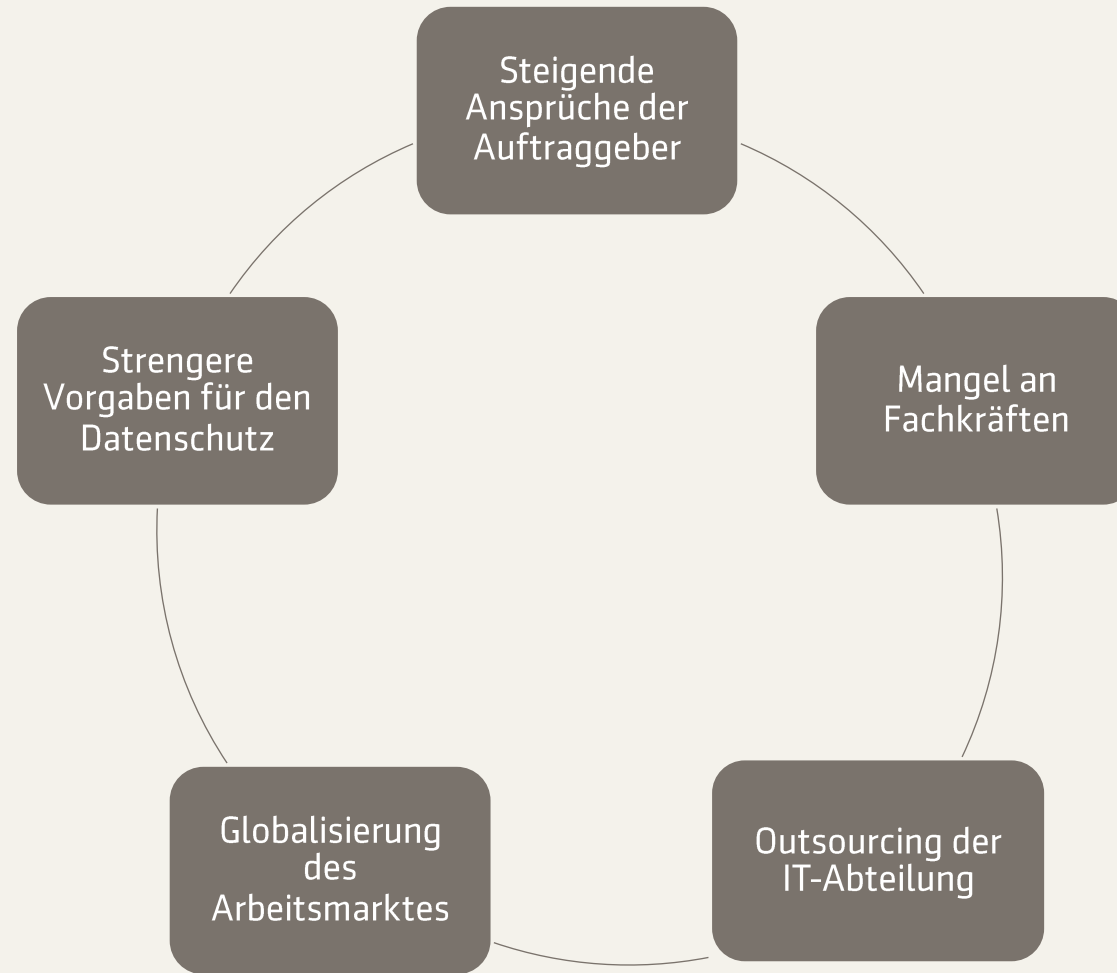 Steigende
Ansprüche der
Auftraggeber
Strengere
Vorgaben für den
Datenschutz
Mangel an
Fachkräften
Globalisierung
des
Arbeitsmarktes
Outsourcing der
IT-Abteilung